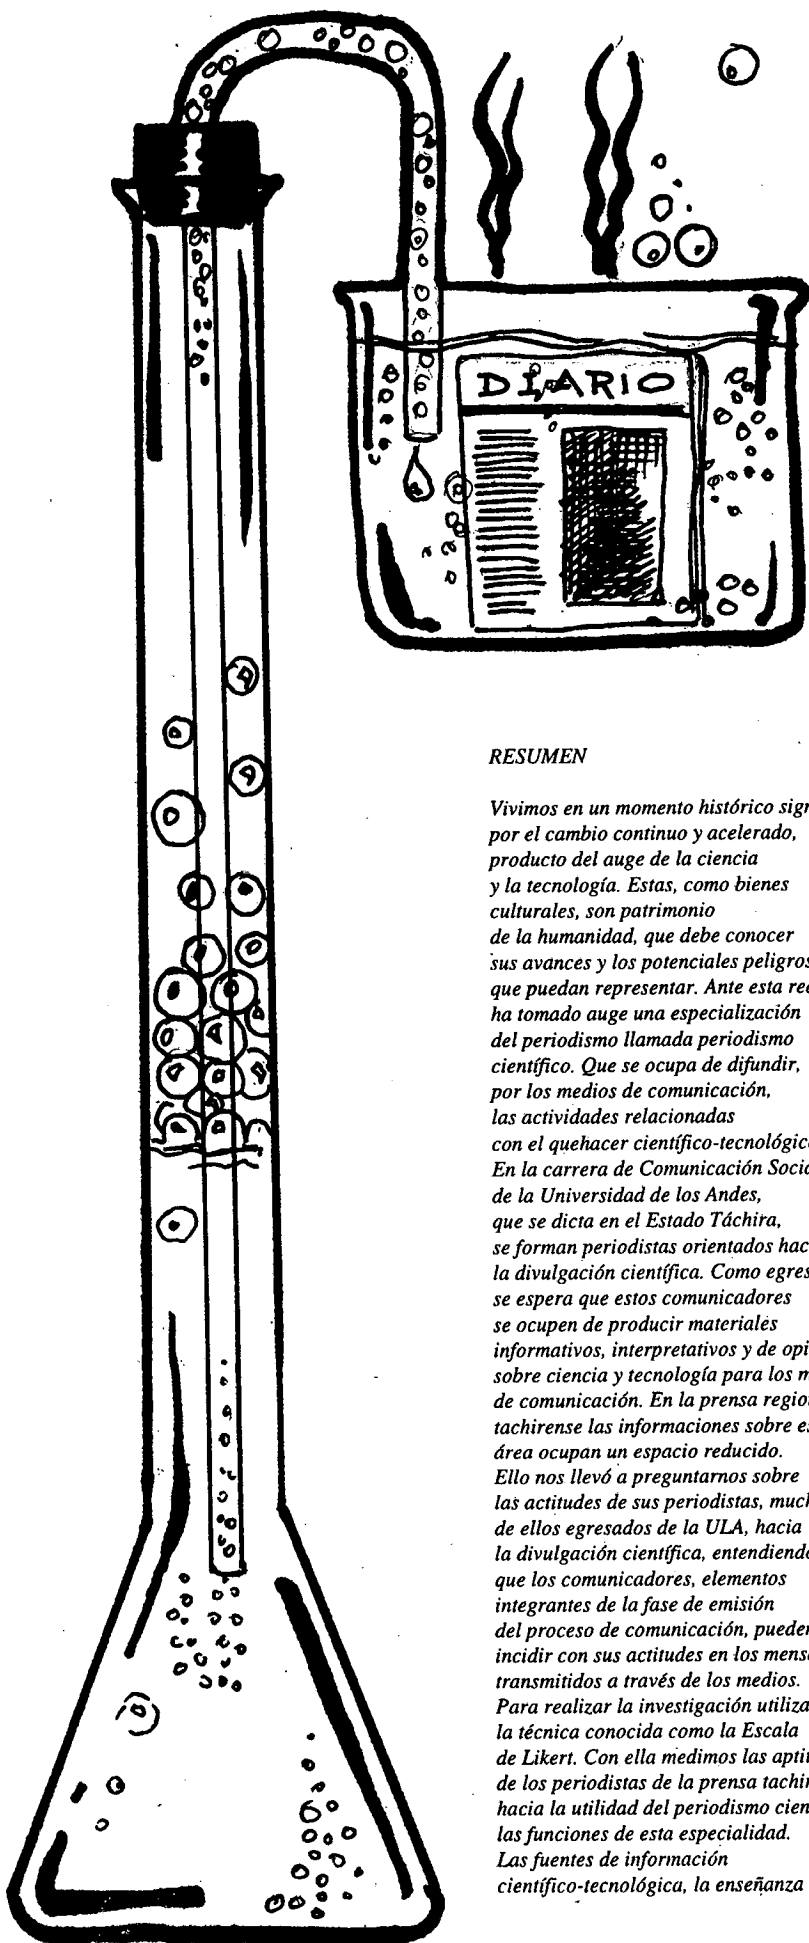 DIARIO
RESUMEN
Vivimos en un momento histórico sign
por el cambio continuo y acelerado,
producto del auge de la ciencia
y la tecnología. Estas, como bienes
culturales, son patrimonio
de la humanidad, que debe conocer
sus avances y los potenciales peligros
que puedan representar. Ante esta rea
ha tomado auge una especialización
del periodismo llamada periodismo
científico. Que se ocupa de difundir,
por los medios de comunicación,
las actividades relacionadas
con el quehacer científico-tecnológic
En la carrera de Comunicación Socia
de la Universidad de los Andes,
que se dicta en el Estado Táchira,
se forman periodistas orientados haci
la divulgación científica. Como egres
se espera que estos comunicadores
se ocupen de producir materiales
informativos, interpretativos y de opi
sobre ciencia y tecnología para los m
de comunicación. En la prensa region
tachirense las informaciones sobre es
área ocupan un espacio reducido.
Ello nos llevó a preguntarnos sobre
las actitudes de sus periodistas, much
de ellos egresados de la ULA, hacia
la divulgación científica, entendiendo
que los comunicadores, elementos
integrantes de la fase de emisión
del proceso de comunicación, pueden
incidir con sus actitudes en los mensa
transmitidos a través de los medios.
Para realizar la investigación utiliza
la técnica conocida como la Escala
de Likert. Con ella medimos las aptit
de los periodistas de la prensa tachir
hacia la utilidad del periodismo cien
las funciones de esta especialidad.
Las fuentes de información
científico-tecnológica, la enseñanza